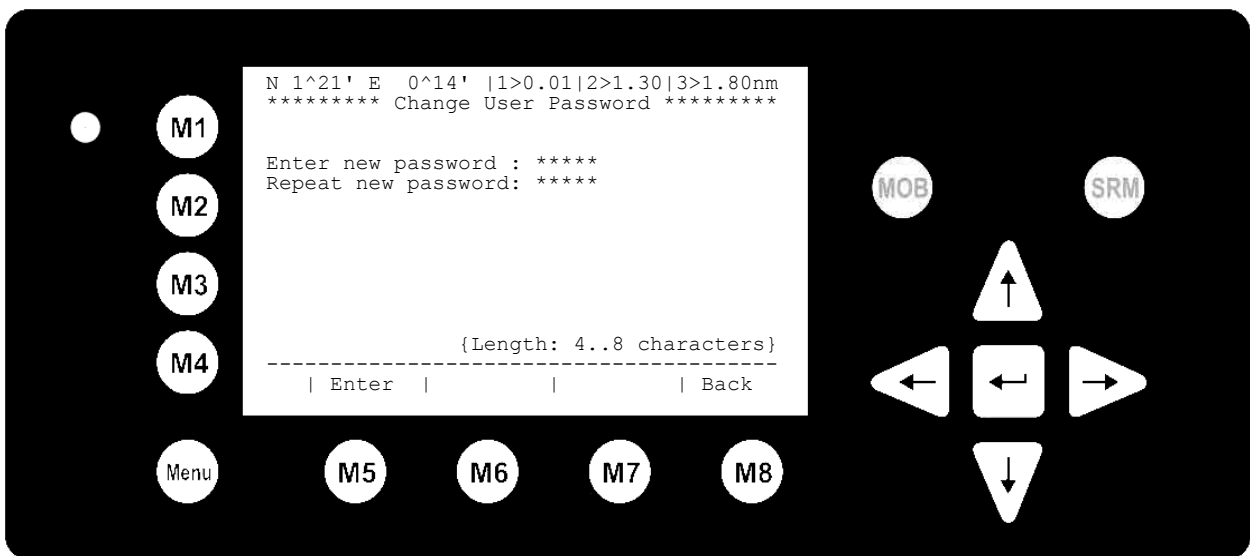 N 1^21' E  0^14' |1>0.01|2>1.30|3>1.80nm
********* Change User Password *********
Enter new password : *****
Repeat new password: *****
{Length: 4..8 characters}
----------------------------------------
| Enter  |         |         | Back
M1
M2
M3
M4
Menu
M5
M6
M7
M8
MOB
SRM